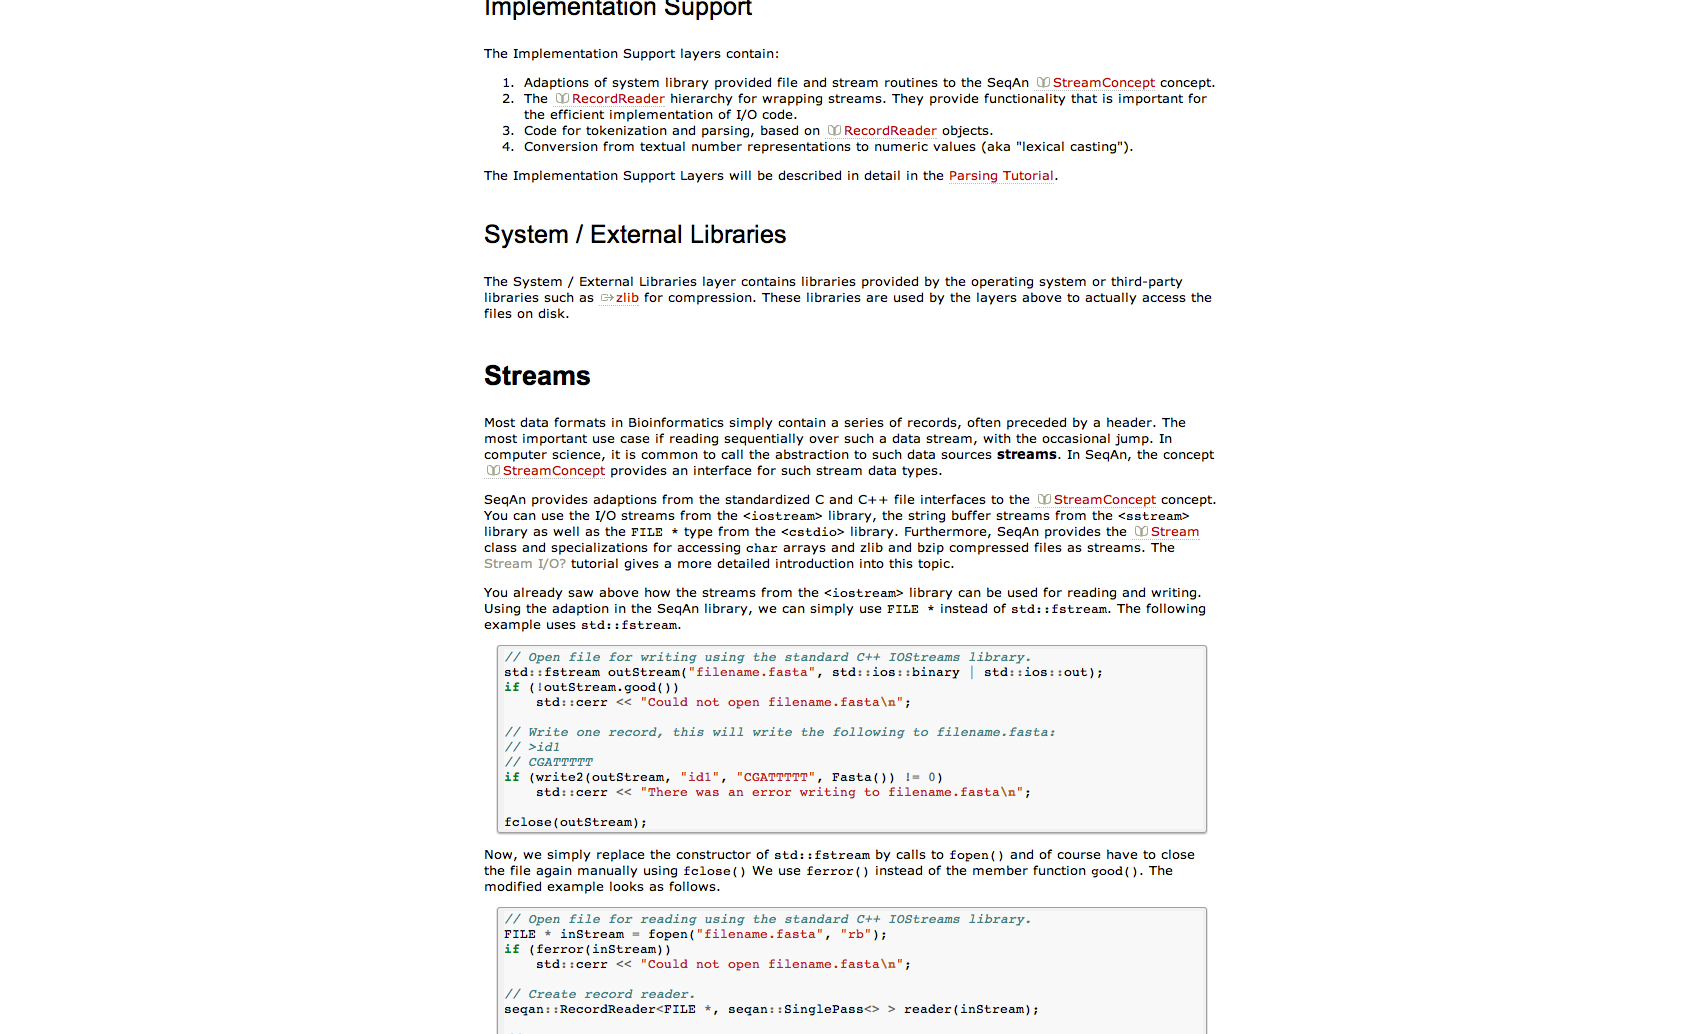 Implementation Support
The Implementation Support layers contain:
1. Adaptions of system library provided file and stream routines to the SeqAn StreamConcept concept.
2. The RecordReader hierarchy for wrapping streams. They provide functionality that is important for
the efficient implementation of I/O code.
3. Code for tokenization and parsing, based on RecordReader objects.
4. Conversion from textual number representations to numeric values (aka "lexical casting").
The Implementation Support Layers will be described in detail in the Parsing Tutorial.
System / External Libraries
The System / External Libraries layer contains libraries provided by the operating system or third-party
libraries such as zlib for compression. These libraries are used by the layers above to actually access the
files on disk.
Streams
Most data formats in Bioinformatics simply contain a series of records, often preceded by a header. The
most important use case if reading sequentially over such a data stream, with the occasional jump. In
computer science, it is common to call the abstraction to such data sources streams. In SeqAn, the concept
StreamConcept provides an interface for such stream data types.
SeqAn provides adaptions from the standardized C and C++ file interfaces to the StreamConcept concept.
You can use the I/O streams from the <iostream> library, the string buffer streams from the <sstream>
library as well as the FILE * type from the <cstdio> library. Furthermore, SeqAn provides the Stream
class and specializations for accessing char arrays and zlib and bzip compressed files as streams. The
Stream I/O? tutorial gives a more detailed introduction into this topic.
You already saw above how the streams from the <iostream> library can be used for reading and writing.
Using the adaption in the SeqAn library, we can simply use FILE * instead of std::fstream. The following
example uses std::fstream.
// Open file for writing using the standard C++ IOStreams library.
std::fstream outStream("filename.fasta", std::ios::binary | std::ios::out);
if (!outStream.good())
    std::cerr << "Could not open filename.fasta\n";
// Write one record, this will write the following to filename.fasta:
// >id1
// CGATTTTT
if (write2(outStream, "id1", "CGATTTTT", Fasta()) != 0)
    std::cerr << "There was an error writing to filename.fasta\n";
fclose(outStream);
Now, we simply replace the constructor of std::fstream by calls to fopen() and of course have to close
the file again manually using fclose() We use ferror() instead of the member function good(). The
modified example looks as follows.
// Open file for reading using the standard C++ IOStreams library.
FILE * inStream = fopen("filename.fasta", "rb");
if (ferror(inStream))
    std::cerr << "Could not open filename.fasta\n";
// Create record reader.
seqan::RecordReader<FILE *, seqan::SinglePass<> > reader(inStream);